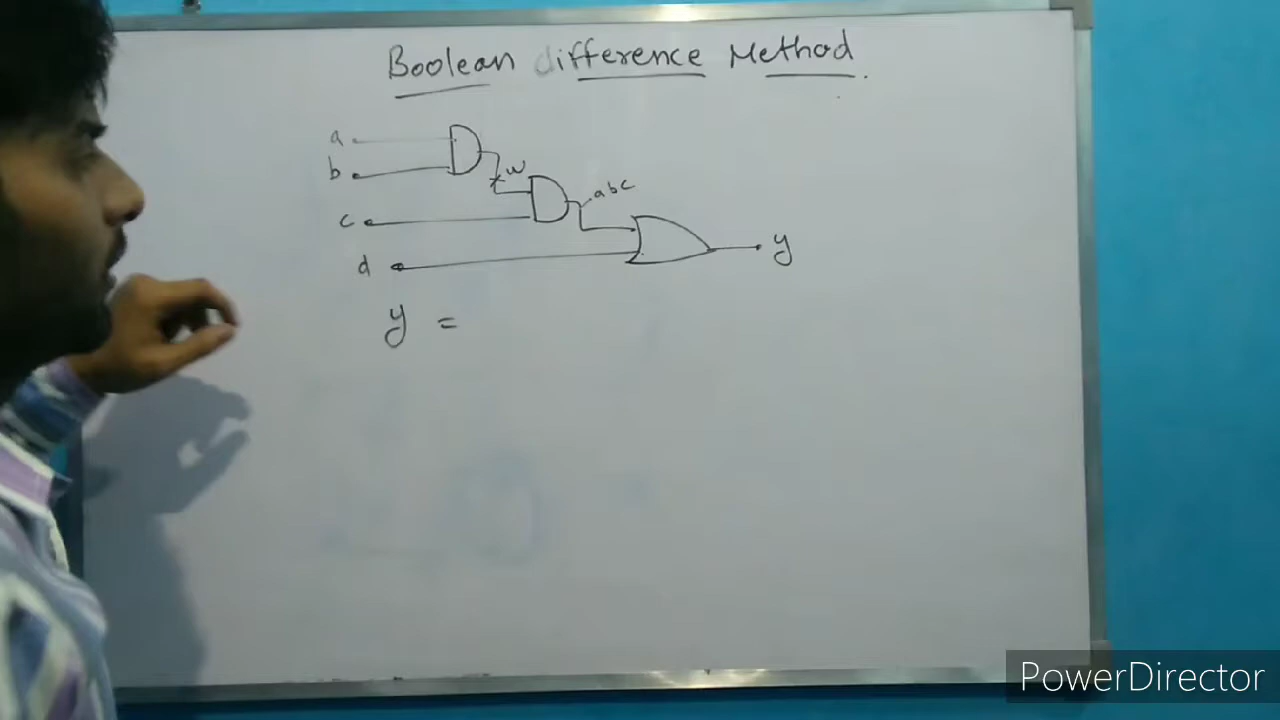 Boolean difference Method.
a
b
w
c
abc
d
y
y =
PowerDirector